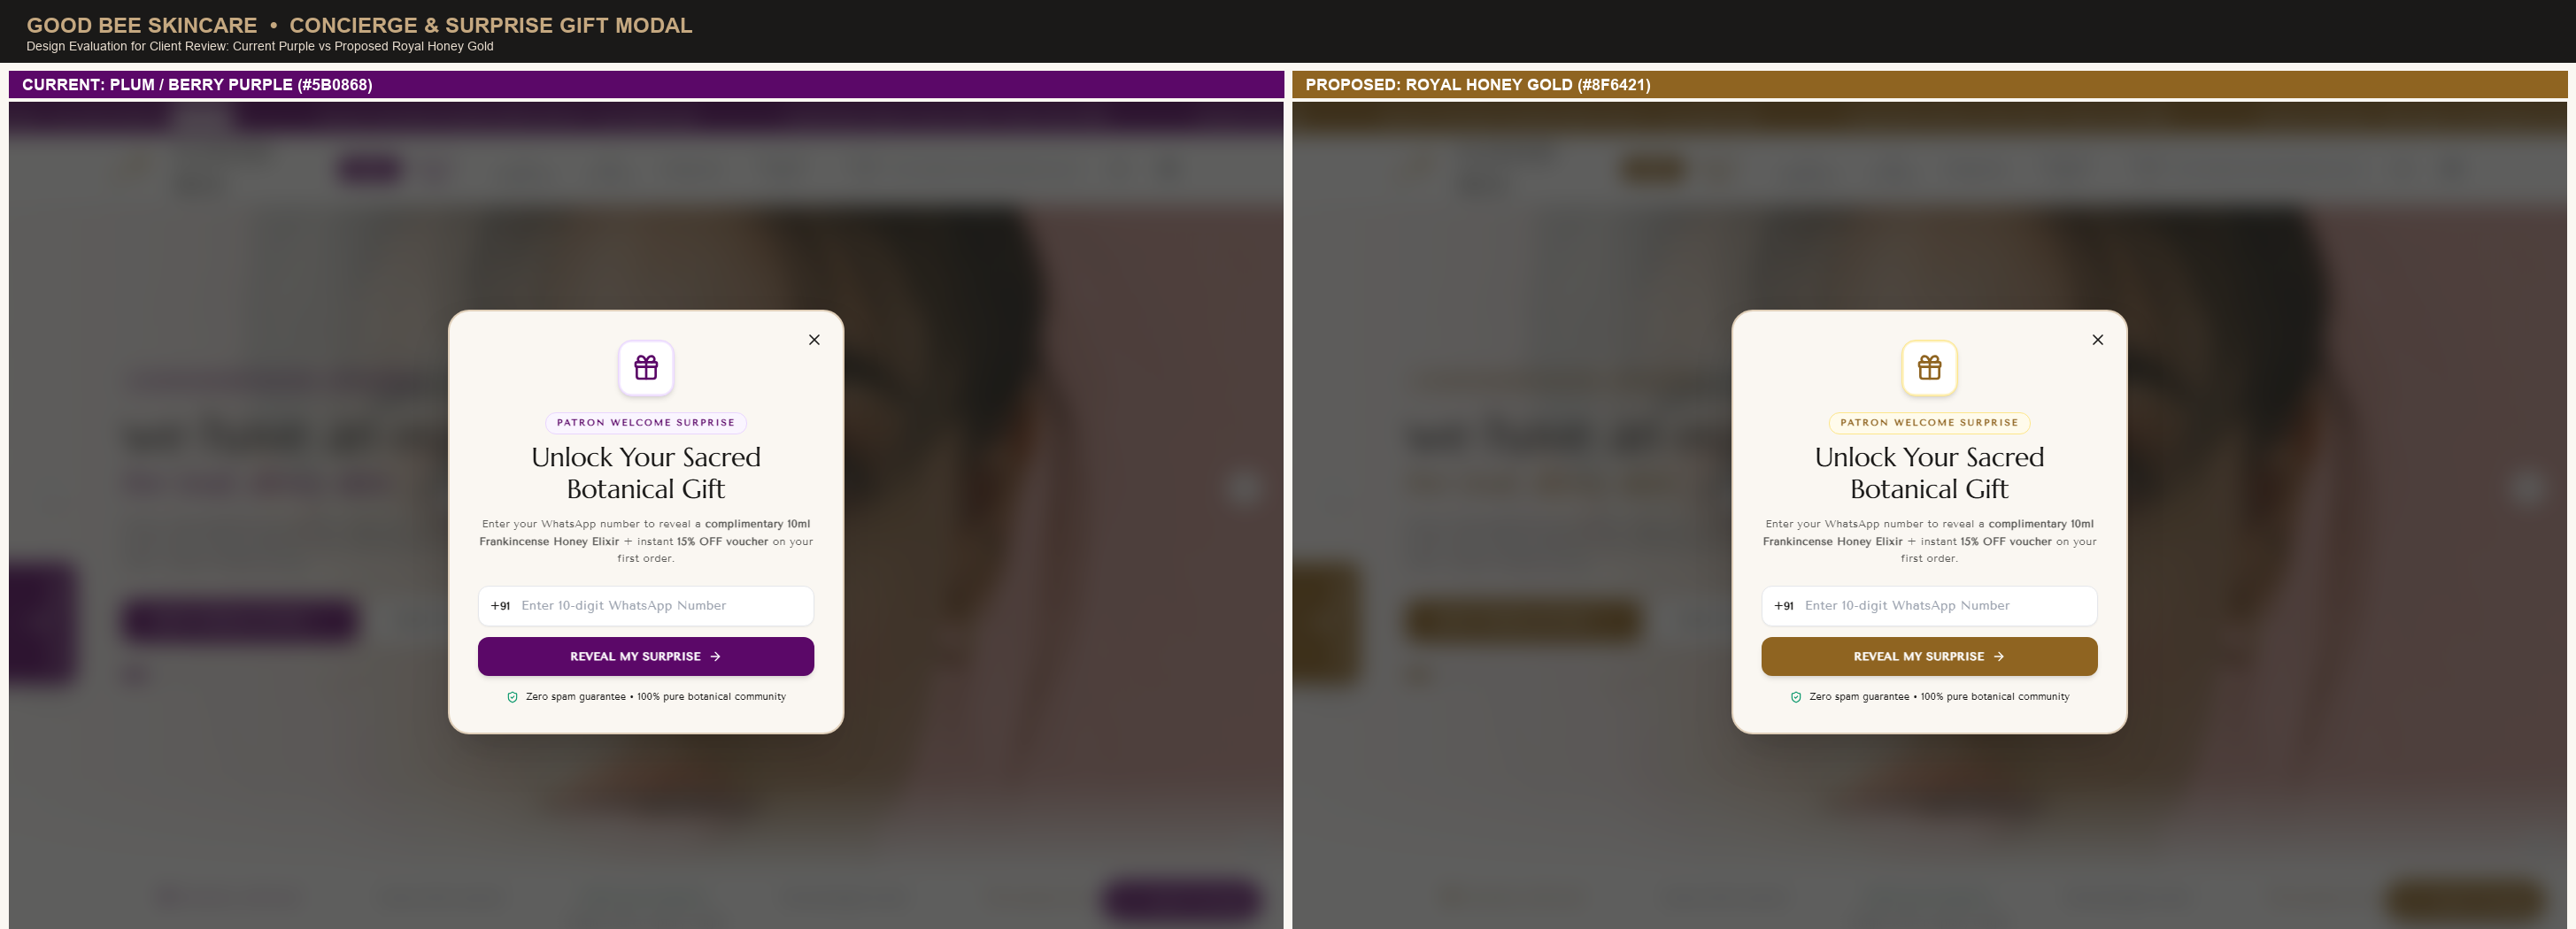 GOOD BEE SKINCARE • CONCIERGE & SURPRISE GIFT MODAL
Design Evaluation for Client Review: Current Purple vs Proposed Royal Honey Gold
CURRENT: PLUM / BERRY PURPLE (#5B0868)
PATRON WELCOME SURPRISE
Unlock Your Sacred
Botanical Gift
Enter your WhatsApp number to reveal a complimentary 10ml
Frankincense Honey Elixir + instant 15% OFF voucher on your
first order.
+91 Enter 10-digit WhatsApp Number
REVEAL MY SURPRISE →
Zero spam guarantee • 100% pure botanical community
PROPOSED: ROYAL HONEY GOLD (#8F6421)
PATRON WELCOME SURPRISE
Unlock Your Sacred
Botanical Gift
Enter your WhatsApp number to reveal a complimentary 10ml
Frankincense Honey Elixir + instant 15% OFF voucher on your
first order.
+91 Enter 10-digit WhatsApp Number
REVEAL MY SURPRISE →
Zero spam guarantee • 100% pure botanical community